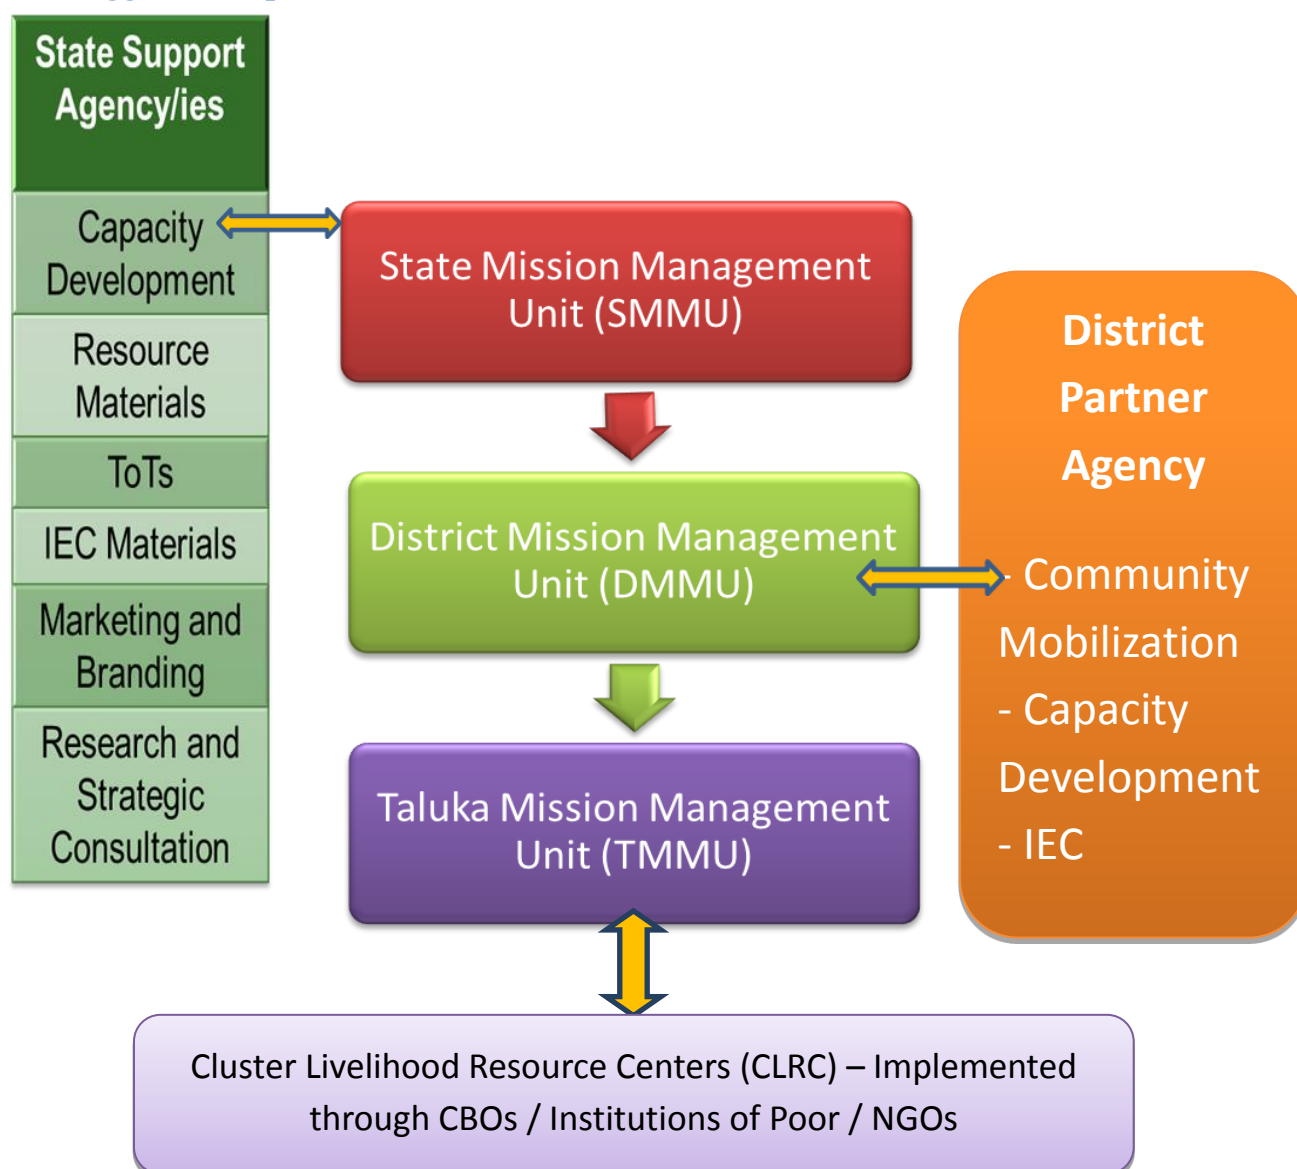 State Support
Agency/ies
Capacity
Development
Resource
Materials
ToTs
IEC Materials
Marketing and
Branding
Research and
Strategic
Consultation
State Mission Management
Unit (SMMU)
District Mission Management
Unit (DMMU)
Taluka Mission Management
Unit (TMMU)
District
Partner
Agency
- Community
Mobilization
- Capacity
Development
- IEC
Cluster Livelihood Resource Centers (CLRC) – Implemented
through CBOs / Institutions of Poor / NGOs